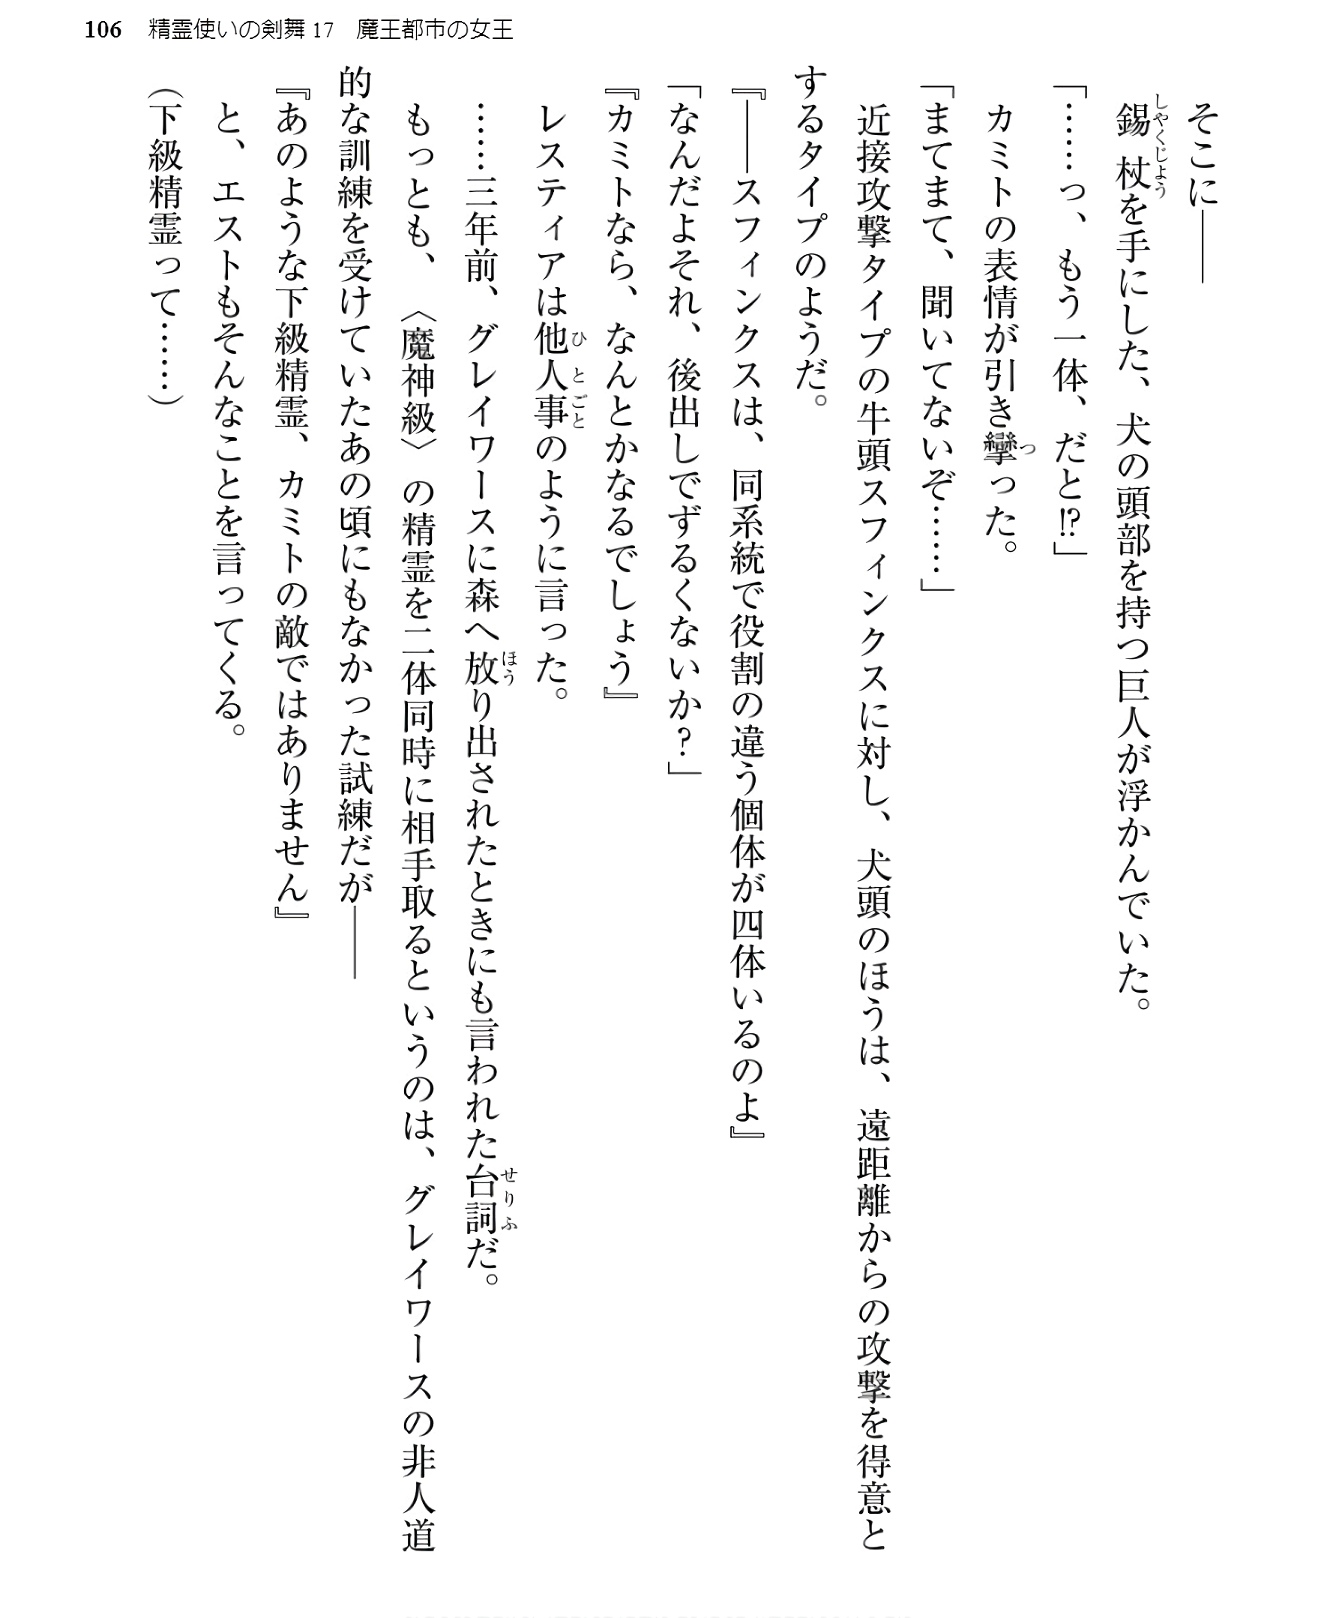 106 精霊使いの剣舞17 魔王都市の女王
そこに――
錫杖を手にした、犬の頭部を持つ巨人が浮かんでいた。
「……っ、もう一体、だと!?」
カミトの表情が引き攣った。
「まてまて、聞いてないぞ……」
近接攻撃タイプの牛頭スフィンクスに対し、犬頭のほうは、遠距離からの攻撃を得意と
するタイプのようだ。
『――スフィンクスは、同系統で役割の違う個体が四体いるのよ』
「なんだよそれ、後出しでずるくないか?」
『カミトなら、なんとかなるでしょう』
レスティアは他人事のように言った。
……三年前、グレイワースに森へ放り出されたときにも言われた台詞だ。
もっとも、〈魔神級〉の精霊を二体同時に相手取るというのは、グレイワースの非人道
的な訓練を受けていたあの頃にもなかった試練だが――
『あのような下級精霊、カミトの敵ではありません』
と、エストもそんなことを言ってくる。
(下級精霊って……)